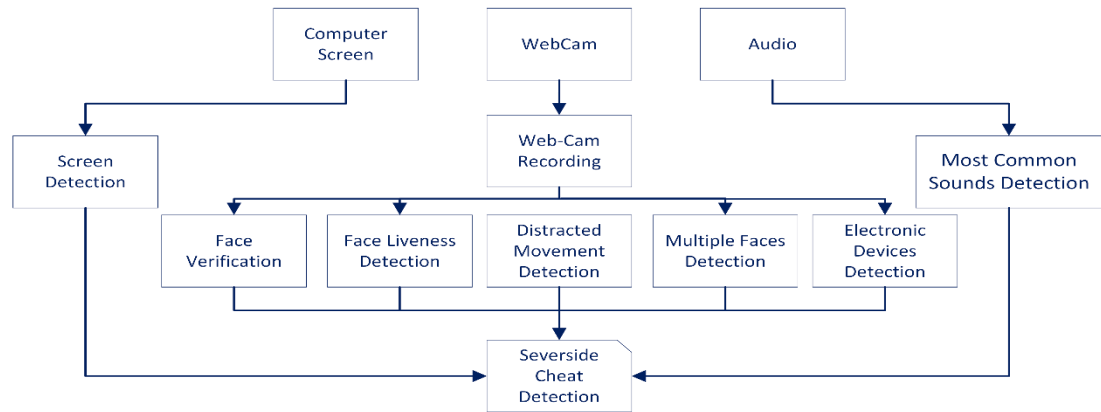 Computer
Screen
WebCam
Audio
Web-Cam
Recording
Screen
Detection
Most Common
Sounds Detection
Face
Verification
Face Liveness
Detection
Distracted
Movement
Detection
Multiple Faces
Detection
Electronic
Devices
Detection
Severside
Cheat
Detection